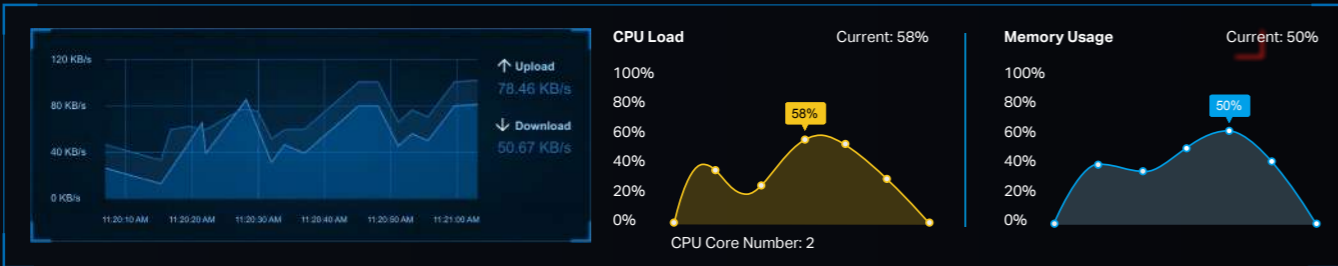 120 KB/s
80 KB/s
40 KB/s
0 KB/s
11:20:10 AM 11:20:20 AM 11:20:30 AM 11:20:40 AM 11:20:50 AM 11:21:00 AM
Upload
78.46 KB/s
Download
50.67 KB/s
CPU Load Current: 58%
100%
80%
60%
40%
20%
0%
58%
CPU Core Number: 2
Memory Usage Current: 50%
100%
80%
60%
40%
20%
0%
50%